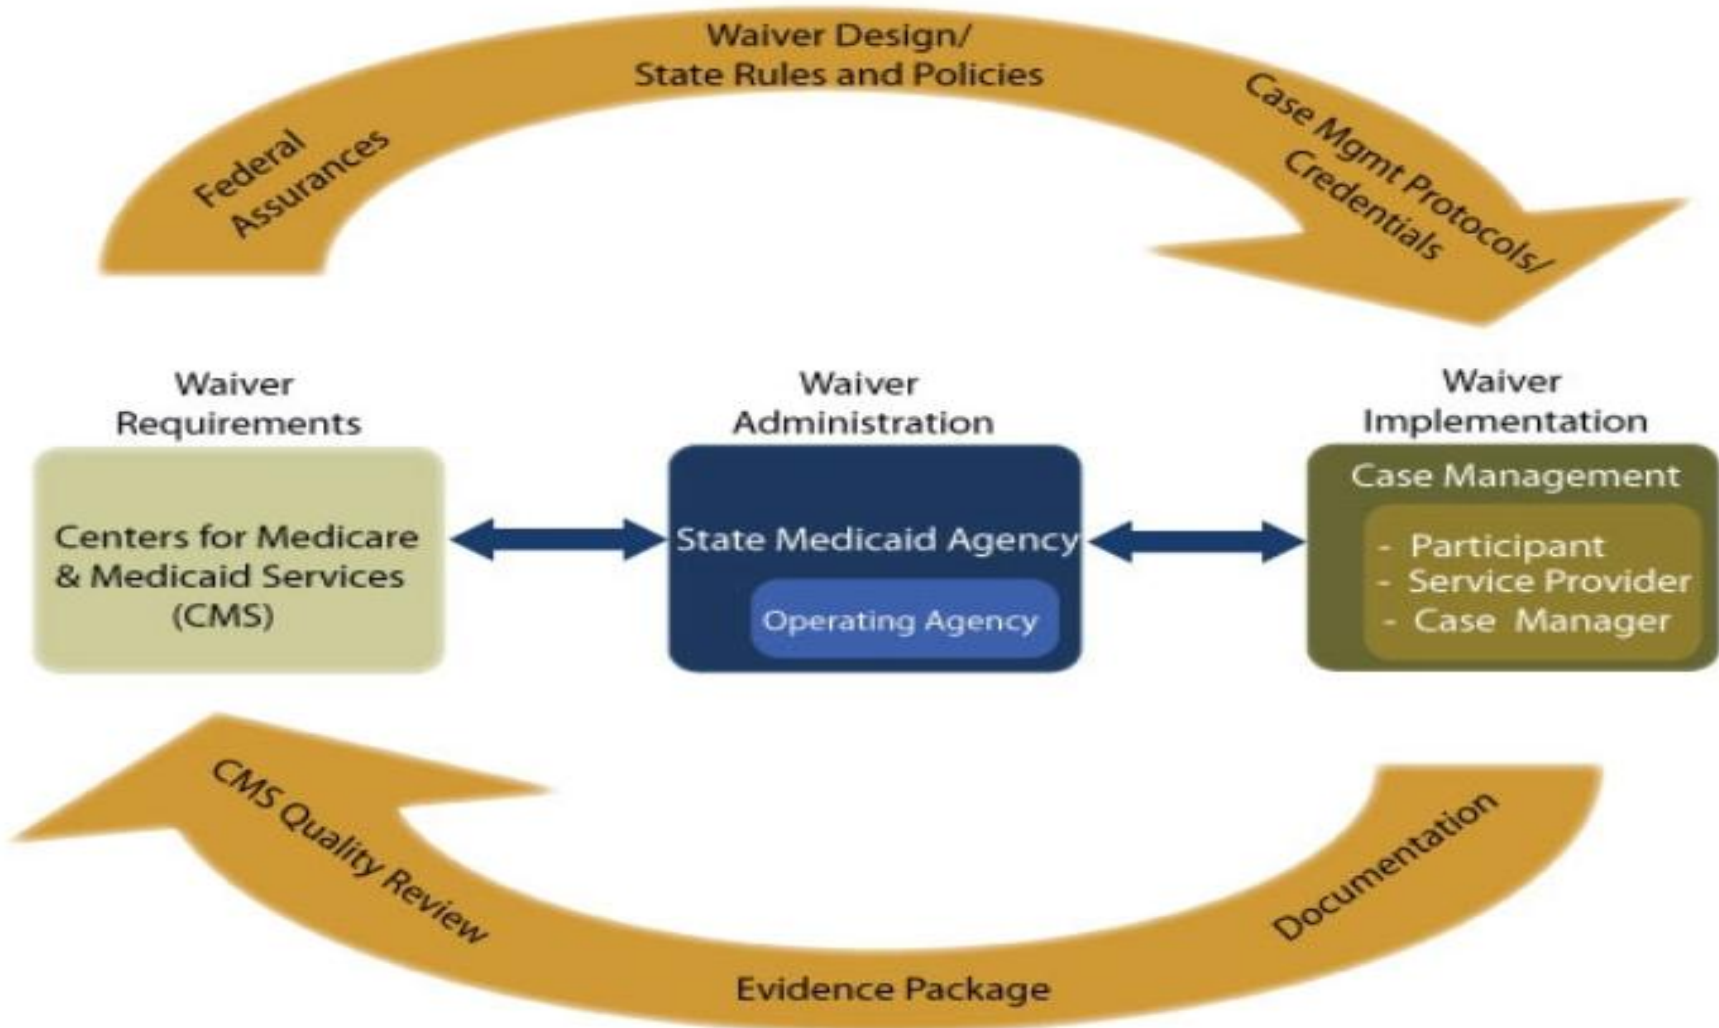 Waiver Design/
State Rules and Policies
Federal
Assurances
Case Mgmt Protocols/
Credentials
Waiver
Requirements
Waiver
Administration
Waiver
Implementation
Centers for Medicare
& Medicaid Services
(CMS)
State Medicaid Agency
Operating Agency
Case Management
- Participant
- Service Provider
- Case Manager
CMS Quality Review
Evidence Package
Documentation